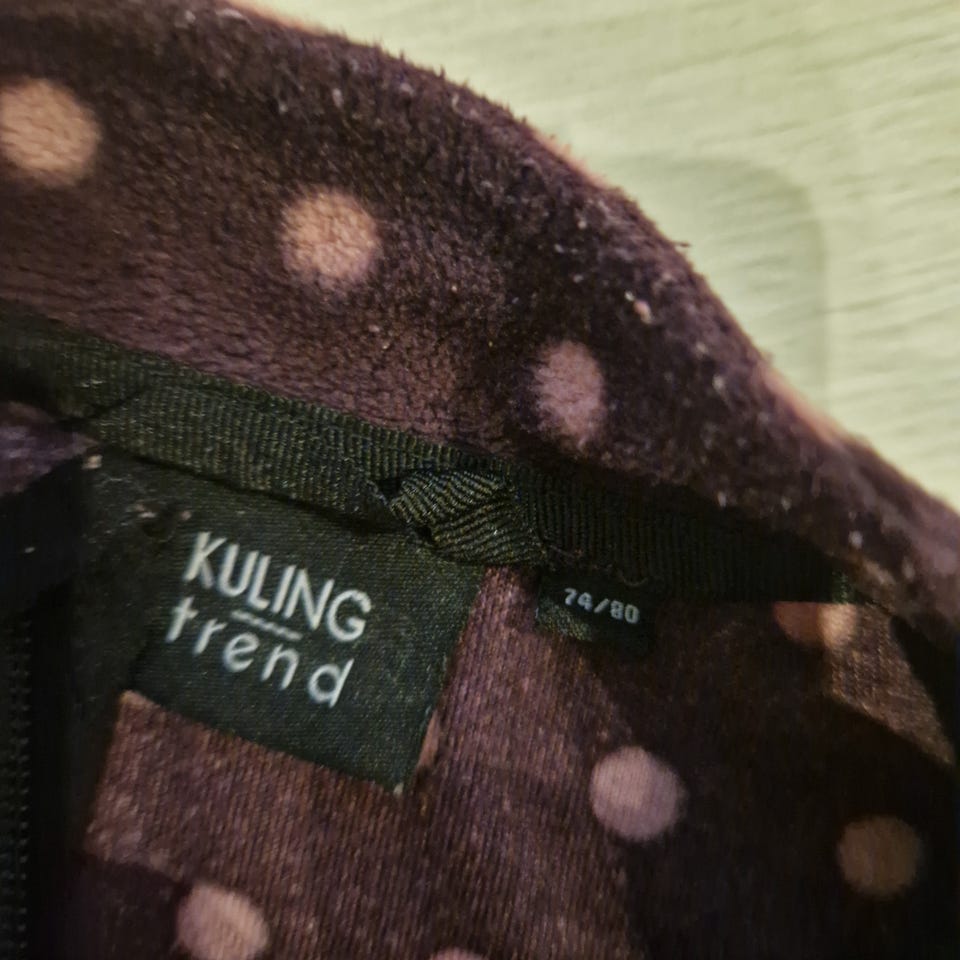 KULING
trend
74/80